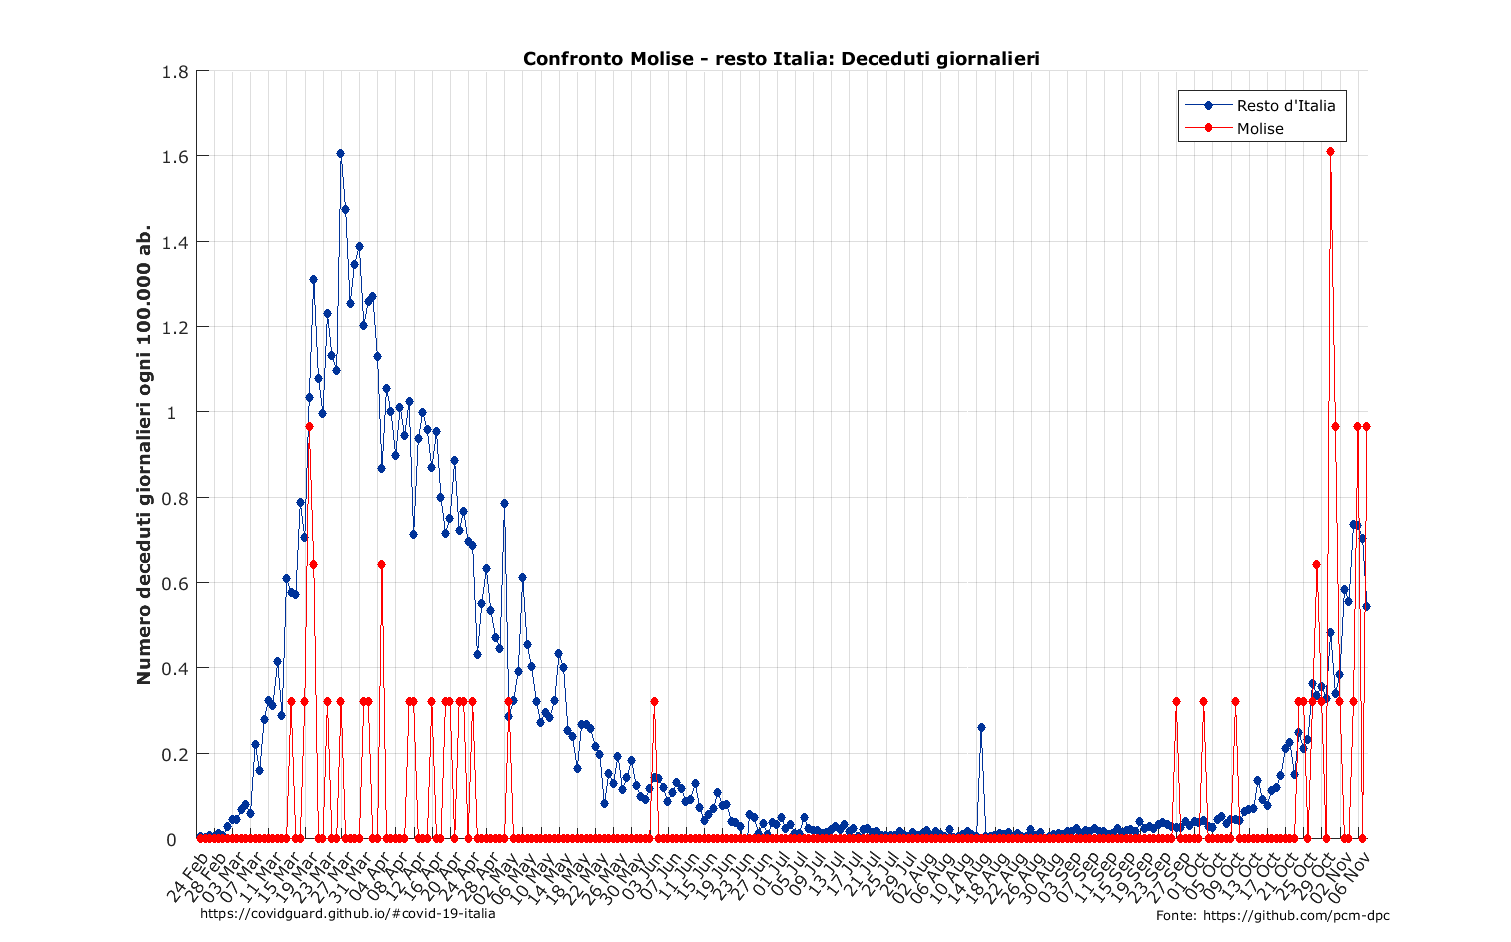 Confronto Molise - resto Italia: Deceduti giornalieri
Resto d'Italia
Molise
Numero deceduti giornalieri ogni 100.000 ab.
1.8
1.6
1.4
1.2
1
0.8
0.6
0.4
0.2
0
24 Feb
28 Feb
03 Mar
07 Mar
11 Mar
15 Mar
19 Mar
23 Mar
27 Mar
31 Mar
04 Apr
08 Apr
12 Apr
16 Apr
20 Apr
24 Apr
28 Apr
02 May
06 May
10 May
14 May
18 May
22 May
26 May
30 May
03 Jun
07 Jun
11 Jun
15 Jun
19 Jun
23 Jun
27 Jun
01 Jul
05 Jul
09 Jul
13 Jul
17 Jul
21 Jul
25 Jul
29 Jul
02 Aug
06 Aug
10 Aug
14 Aug
18 Aug
22 Aug
26 Aug
30 Aug
03 Sep
07 Sep
11 Sep
15 Sep
19 Sep
23 Sep
27 Sep
01 Oct
05 Oct
09 Oct
13 Oct
17 Oct
21 Oct
25 Oct
29 Oct
02 Nov
06 Nov
https://covidguard.github.io/#covid-19-italia
Fonte: https://github.com/pcm-dpc